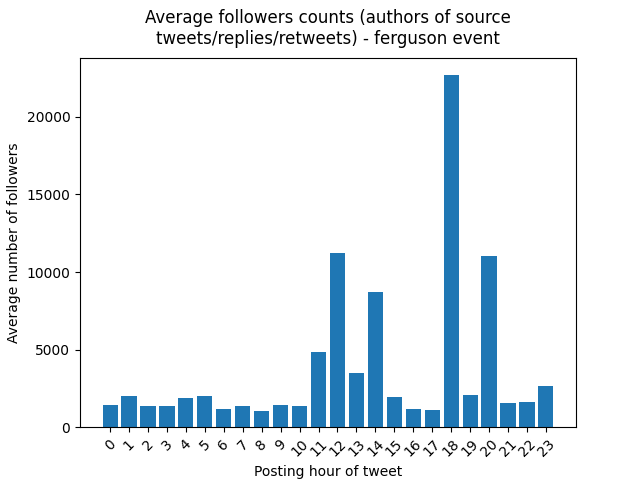 Average followers counts (authors of source
tweets/replies/retweets) - ferguson event
Average number of followers
20000
15000
10000
5000
0
0 1 2 3 4 5 6 7 8 9 10 11 12 13 14 15 16 17 18 19 20 21 22 23
Posting hour of tweet